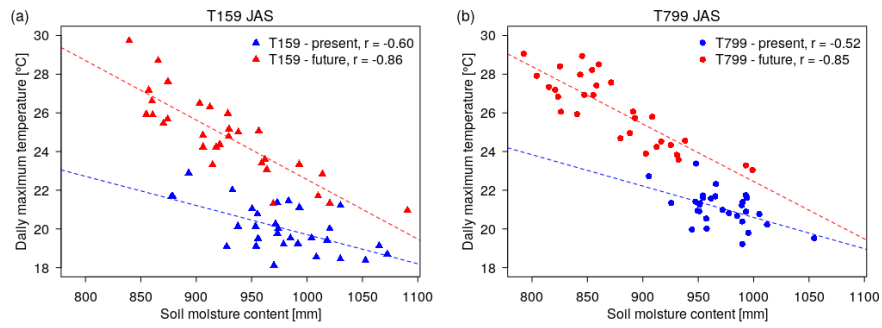 (a)
T159 JAS
T159 - present, r = -0.60
T159 - future, r = -0.86
Daily maximum temperature [°C]
30
28
26
24
22
20
18
800
850
900
950
1000
1050
1100
Soil moisture content [mm]
(b)
T799 JAS
T799 - present, r = -0.52
T799 - future, r = -0.85
Daily maximum temperature [°C]
30
28
26
24
22
20
18
800
850
900
950
1000
1050
1100
Soil moisture content [mm]